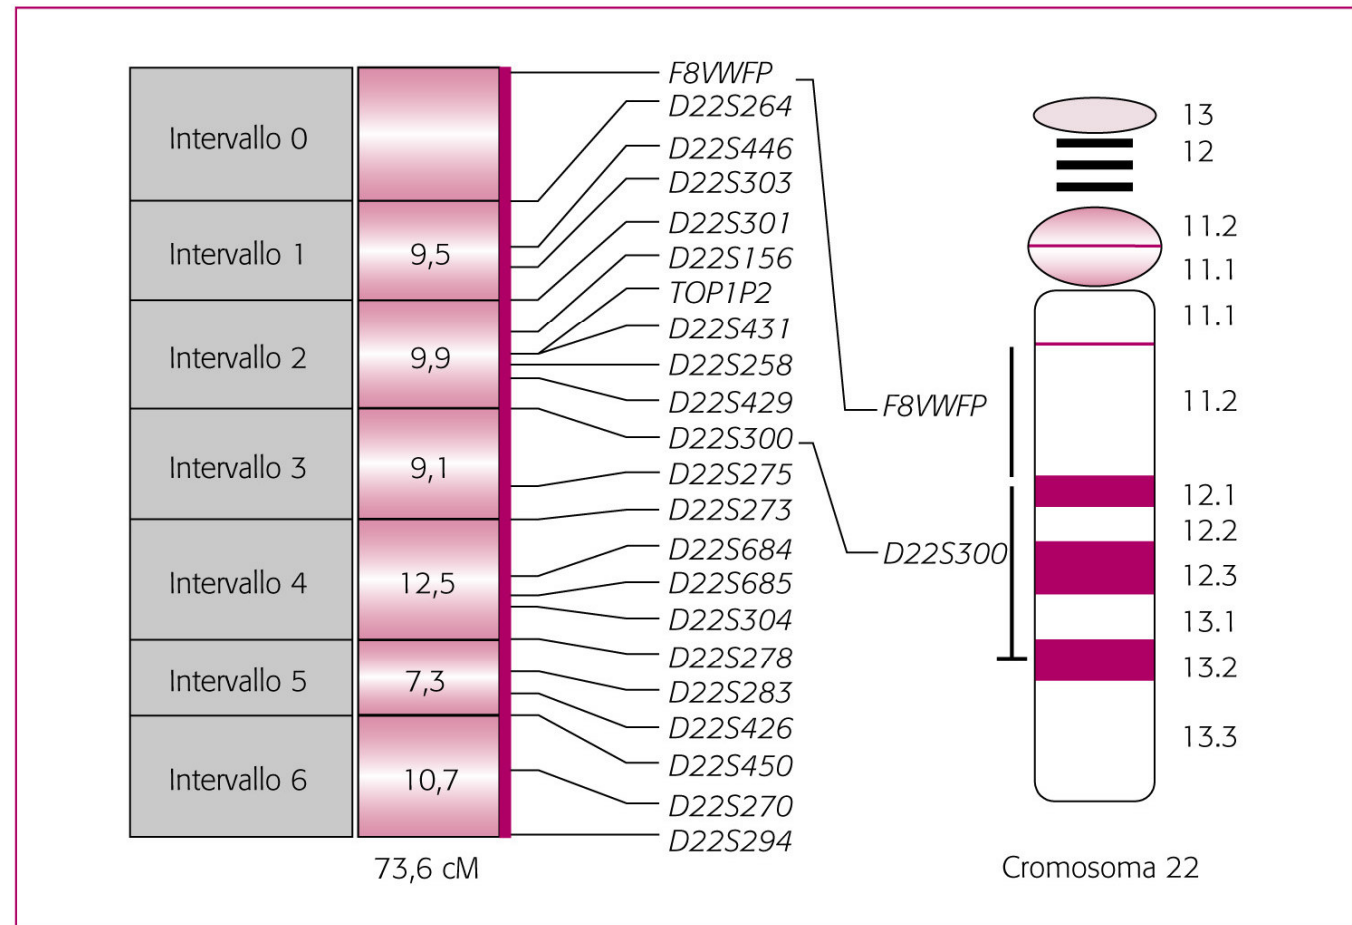 Intervallo 0
Intervallo 1
Intervallo 2
Intervallo 3
Intervallo 4
Intervallo 5
Intervallo 6
9,5
9,9
9,1
12,5
7,3
10,7
73,6 cM
F8VWFP
D22S264
D22S446
D22S303
D22S301
D22S156
TOP1P2
D22S431
D22S258
D22S429
D22S300
D22S275
D22S273
D22S684
D22S685
D22S304
D22S278
D22S283
D22S426
D22S450
D22S270
D22S294
F8VWFP
D22S300
13
12
11.2
11.1
11.1
11.2
12.1
12.2
12.3
13.1
13.2
13.3
Cromosoma 22